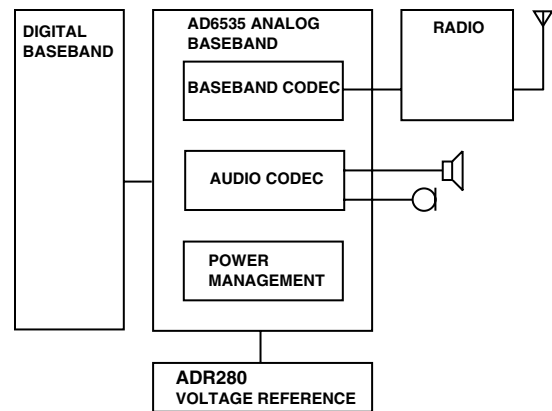 DIGITAL
BASEBAND
AD6535 ANALOG
BASEBAND
BASEBAND CODEC
AUDIO CODEC
POWER
MANAGEMENT
RADIO
ADR280
VOLTAGE REFERENCE